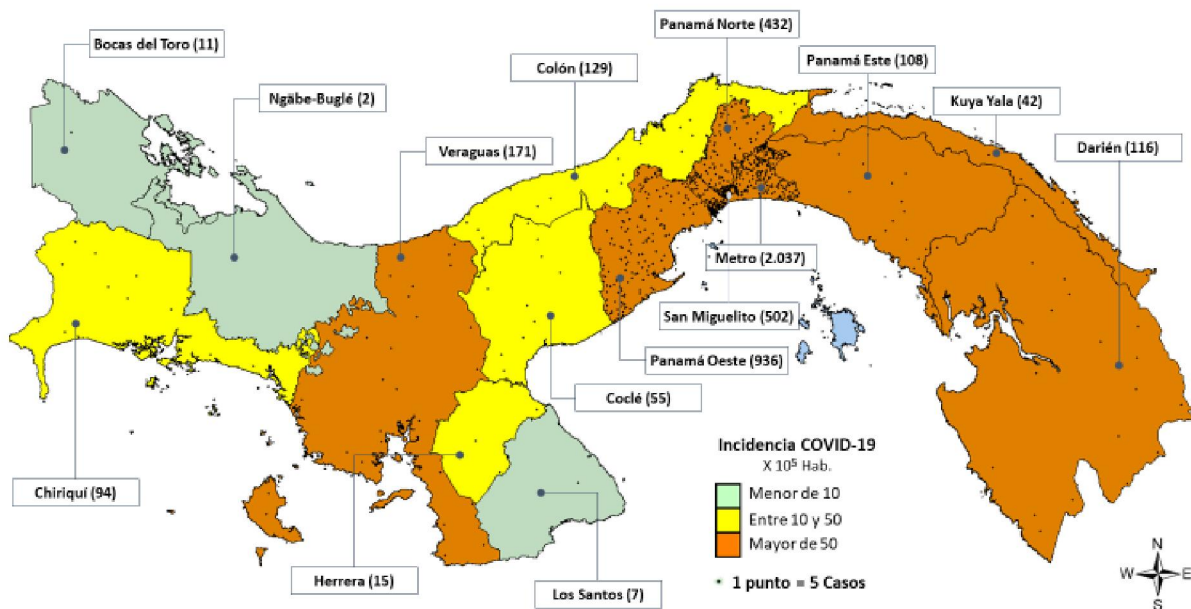 Panamá Norte (432)
Bocas del Toro (11)
Colón (129)
Panamá Este (108)
Ngäbe-Buglé (2)
Kuya Yala (42)
Veraguas (171)
Darién (116)
Metro (2.037)
San Miguelito (502)
Panamá Oeste (936)
Coclé (55)
Incidencia COVID-19
X 10⁵ Hab.
Chiriquí (94)
Menor de 10
Entre 10 y 50
Mayor de 50
Herrera (15)
Los Santos (7)
1 punto = 5 Casos
N
W E
S